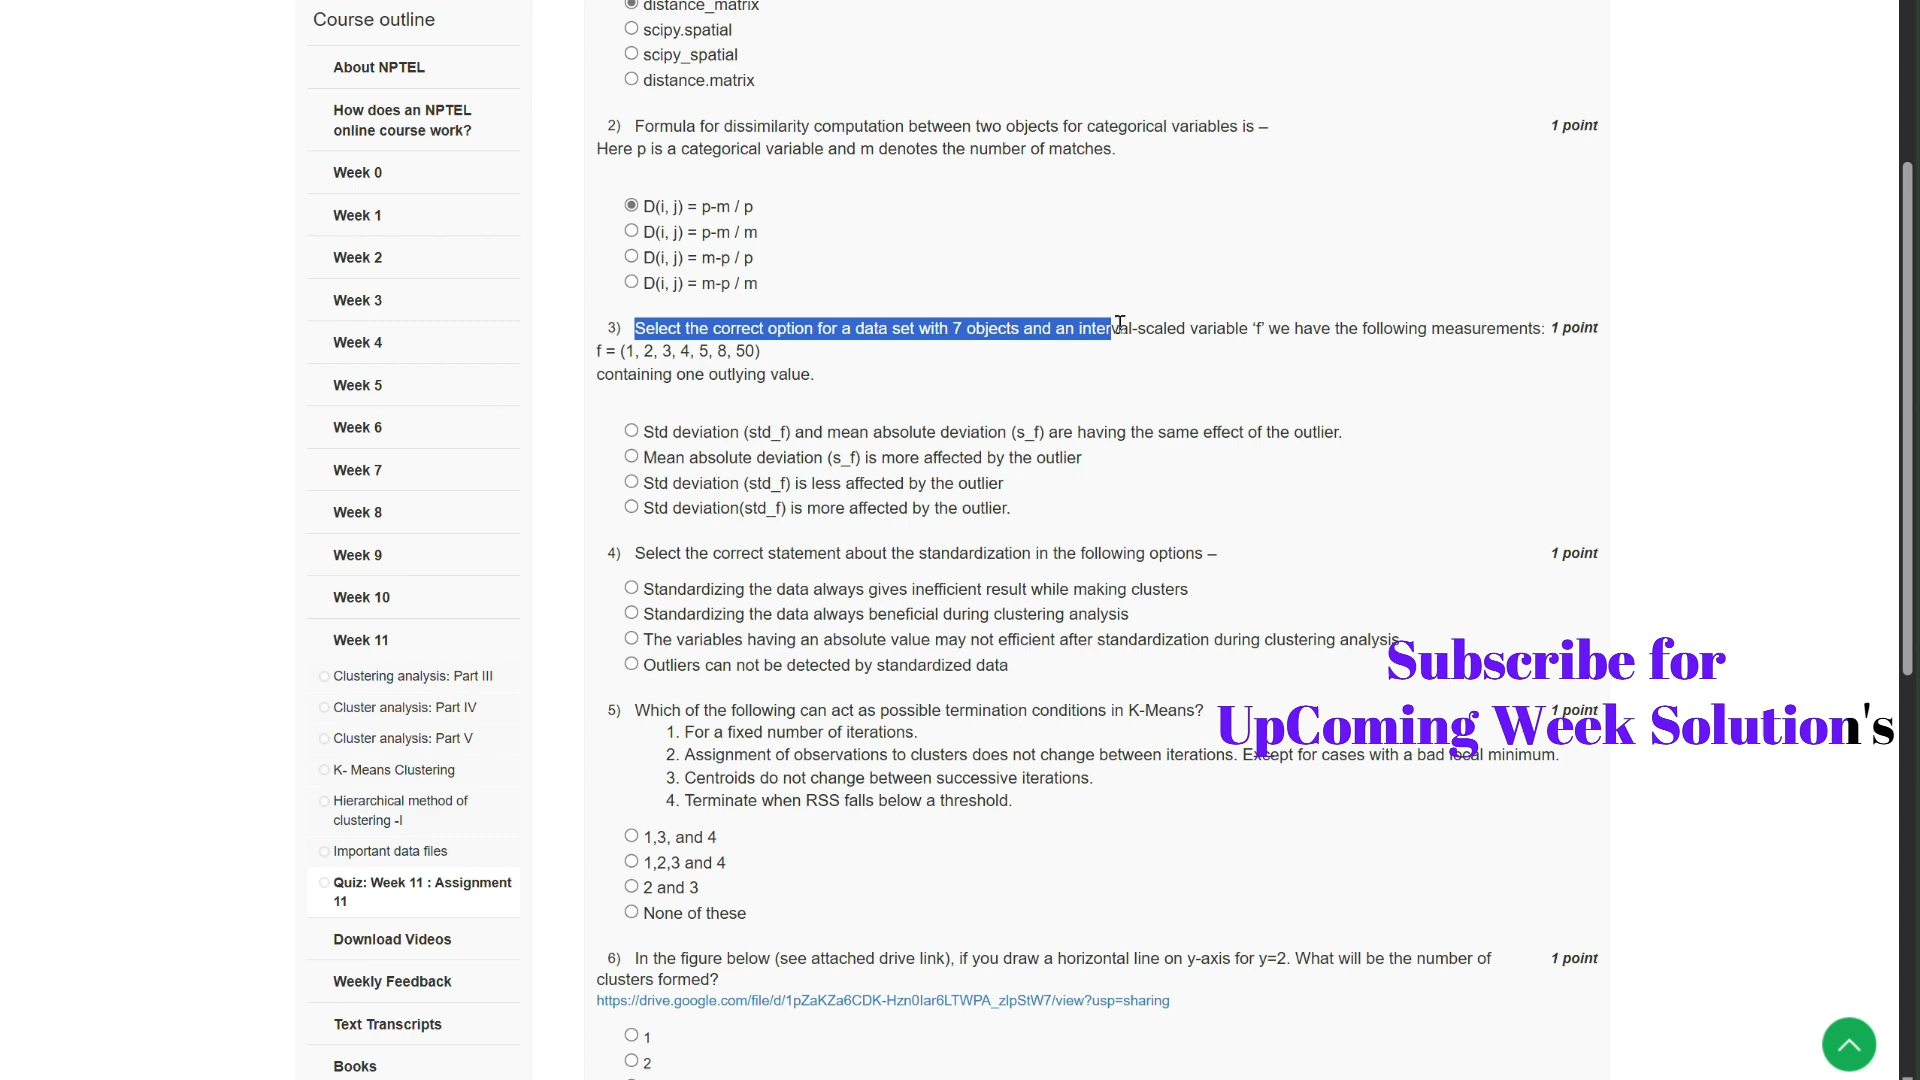 Course outline
About NPTEL
How does an NPTEL
online course work?
Week 0
Week 1
Week 2
Week 3
Week 4
Week 5
Week 6
Week 7
Week 8
Week 9
Week 10
Week 11
Clustering analysis: Part III
Cluster analysis: Part IV
Cluster analysis: Part V
K- Means Clustering
Hierarchical method of
clustering -I
Important data files
Quiz: Week 11 : Assignment
11
Download Videos
Weekly Feedback
Text Transcripts
Books
distance_matrix
scipy.spatial
scipy_spatial
distance.matrix
2) Formula for dissimilarity computation between two objects for categorical variables is – 1 point
Here p is a categorical variable and m denotes the number of matches.
D(i, j) = p-m / p
D(i, j) = p-m / m
D(i, j) = m-p / p
D(i, j) = m-p / m
3) Select the correct option for a data set with 7 objects and an interval-scaled variable ‘f’ we have the following measurements: 1 point
f = (1, 2, 3, 4, 5, 8, 50)
containing one outlying value.
Std deviation (std_f) and mean absolute deviation (s_f) are having the same effect of the outlier.
Mean absolute deviation (s_f) is more affected by the outlier
Std deviation (std_f) is less affected by the outlier
Std deviation(std_f) is more affected by the outlier.
4) Select the correct statement about the standardization in the following options – 1 point
Standardizing the data always gives inefficient result while making clusters
Standardizing the data always beneficial during clustering analysis
The variables having an absolute value may not efficient after standardization during clustering analysis
Outliers can not be detected by standardized data
5) Which of the following can act as possible termination conditions in K-Means? 1 point
1. For a fixed number of iterations.
2. Assignment of observations to clusters does not change between iterations. Except for cases with a bad local minimum.
3. Centroids do not change between successive iterations.
4. Terminate when RSS falls below a threshold.
1,3, and 4
1,2,3 and 4
2 and 3
None of these
6) In the figure below (see attached drive link), if you draw a horizontal line on y-axis for y=2. What will be the number of 1 point
clusters formed?
https://drive.google.com/file/d/1pZaKZa6CDK-Hzn0Iar6LTWPA_zlpStW7/view?usp=sharing
1
2
Subscribe for
UpComing Week Solution's